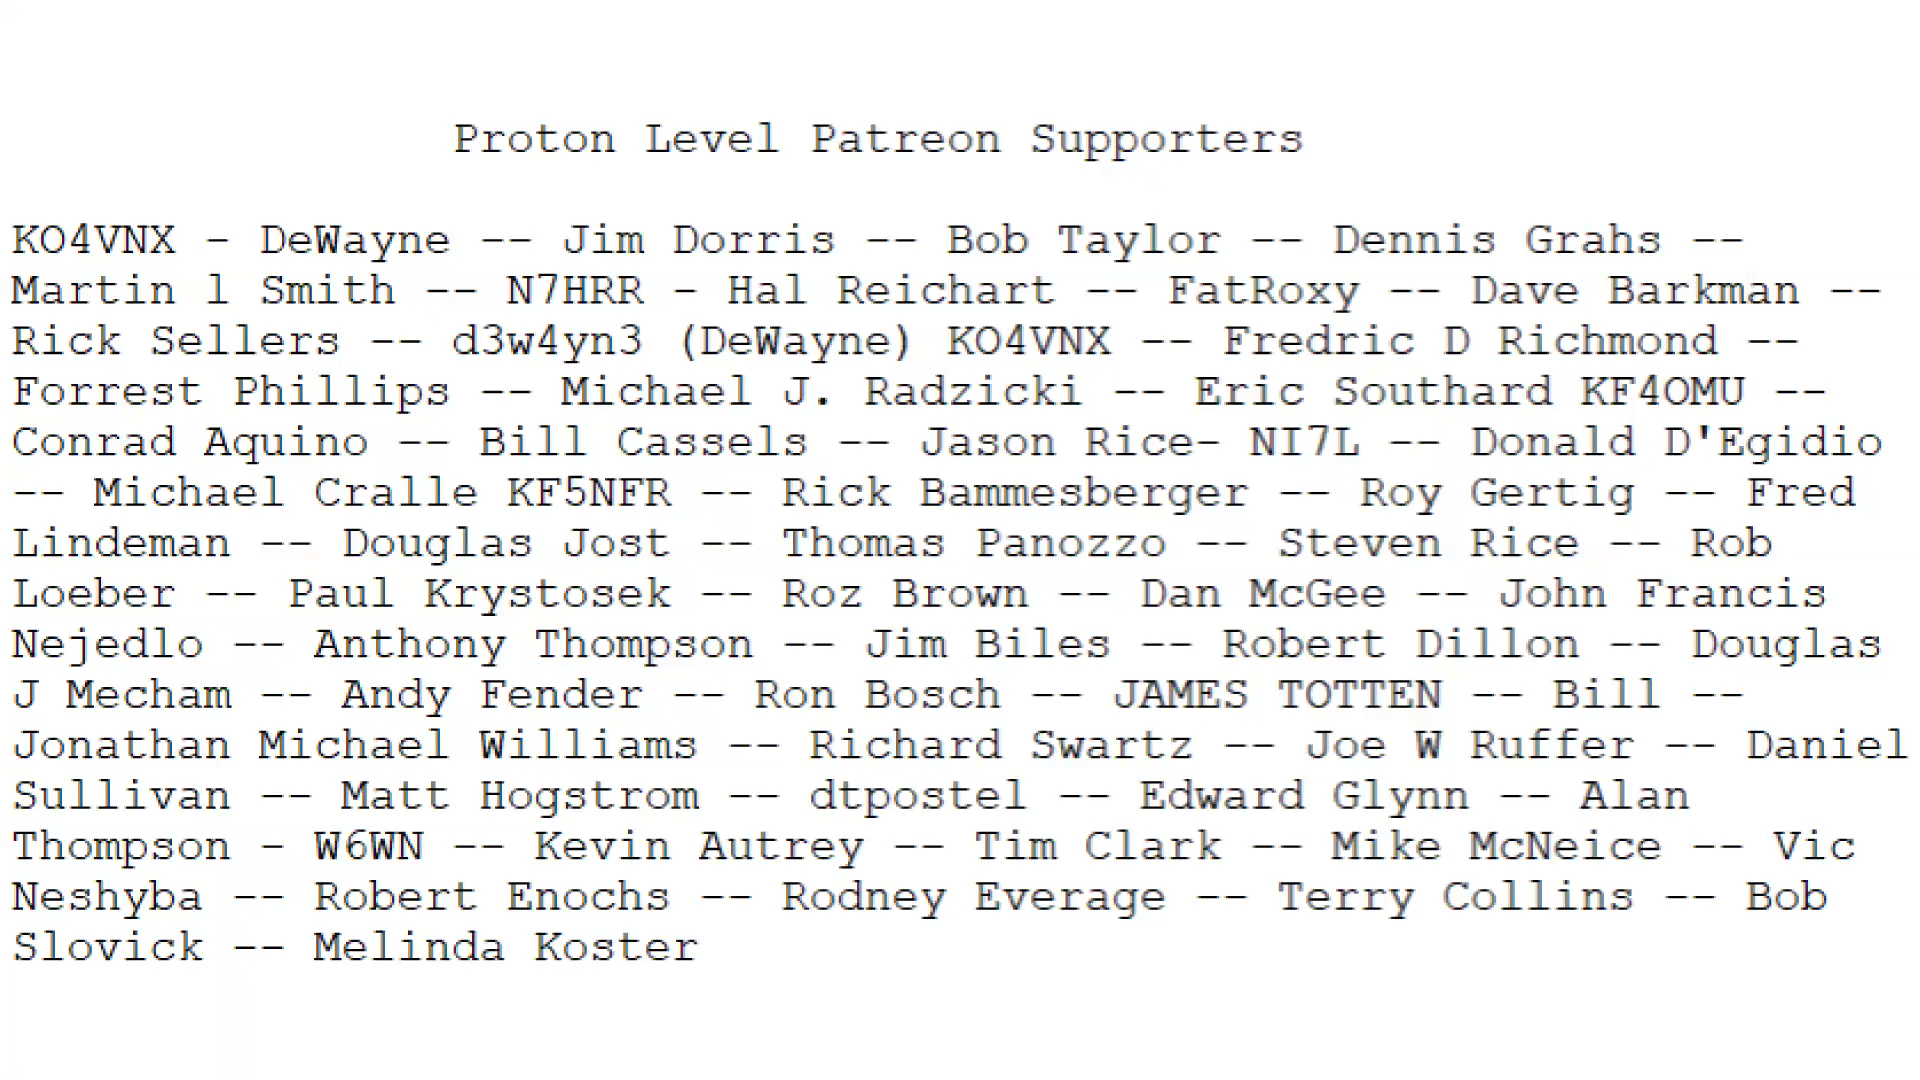 Proton Level Patreon Supporters
KO4VNX - DeWayne -- Jim Dorris -- Bob Taylor -- Dennis Grahs --
Martin l Smith -- N7HRR - Hal Reichart -- FatRoxy -- Dave Barkman --
Rick Sellers -- d3w4yn3 (DeWayne) KO4VNX -- Fredric D Richmond --
Forrest Phillips -- Michael J. Radzicki -- Eric Southard KF4OMU --
Conrad Aquino -- Bill Cassels -- Jason Rice- NI7L -- Donald D'Egidio
-- Michael Cralle KF5NFR -- Rick Bammesberger -- Roy Gertig -- Fred
Lindeman -- Douglas Jost -- Thomas Panozzo -- Steven Rice -- Rob
Loeber -- Paul Krystosek -- Roz Brown -- Dan McGee -- John Francis
Nejedlo -- Anthony Thompson -- Jim Biles -- Robert Dillon -- Douglas
J Mecham -- Andy Fender -- Ron Bosch -- JAMES TOTTEN -- Bill --
Jonathan Michael Williams -- Richard Swartz -- Joe W Ruffer -- Daniel
Sullivan -- Matt Hogstrom -- dtpostel -- Edward Glynn -- Alan
Thompson - W6WN -- Kevin Autrey -- Tim Clark -- Mike McNeice -- Vic
Neshyba -- Robert Enochs -- Rodney Everage -- Terry Collins -- Bob
Slovick -- Melinda Koster